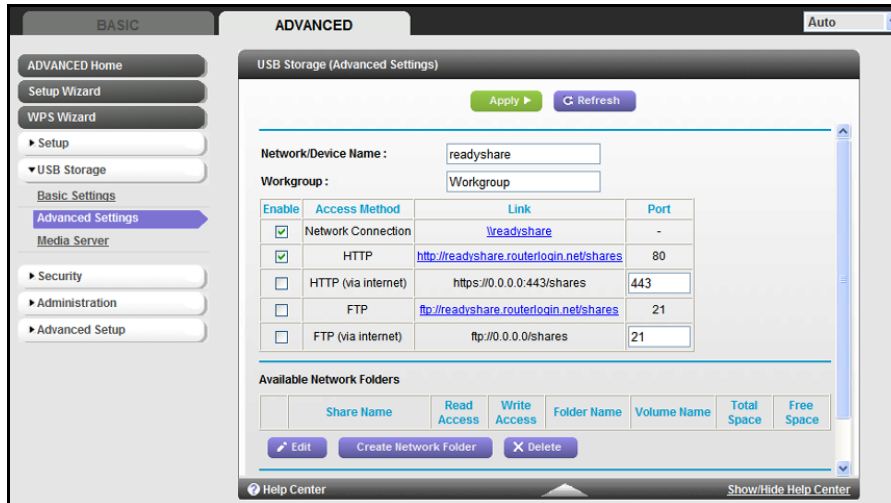 BASIC
ADVANCED
Auto
ADVANCED Home
Setup Wizard
WPS Wizard
Setup
USB Storage
Basic Settings
Advanced Settings
Media Server
Security
Administration
Advanced Setup
USB Storage (Advanced Settings)
Apply
Refresh
Network/Device Name : readyshare
Workgroup : Workgroup
Enable Access Method Link Port
Network Connection \\readyshare -
HTTP http://readyshare.routerlogin.net/shares 80
HTTP (via internet) https://0.0.0.0:443/shares 443
FTP ftp://readyshare.routerlogin.net/shares 21
FTP (via internet) ftp://0.0.0.0/shares 21
Available Network Folders
Share Name Read Access Write Access Folder Name Volume Name Total Space Free Space
Edit Create Network Folder Delete
Help Center Show/Hide Help Center